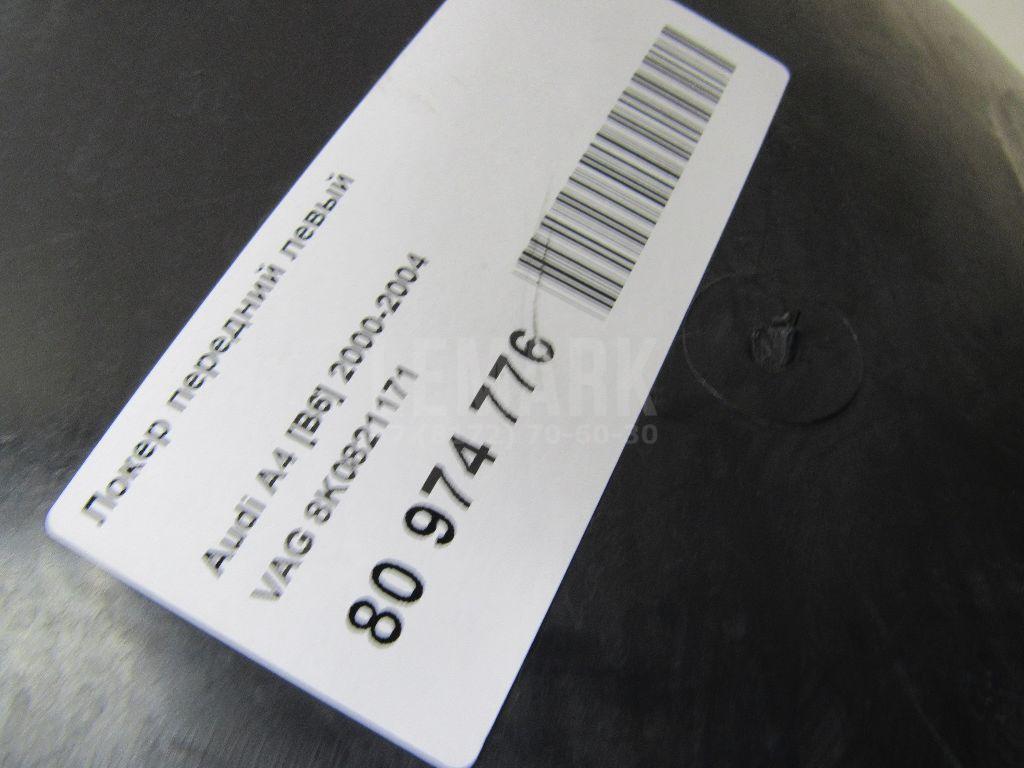 Локер передний левый
Audi A4 [B6] 2000-2004
VAG 8K0821171
80 974 776